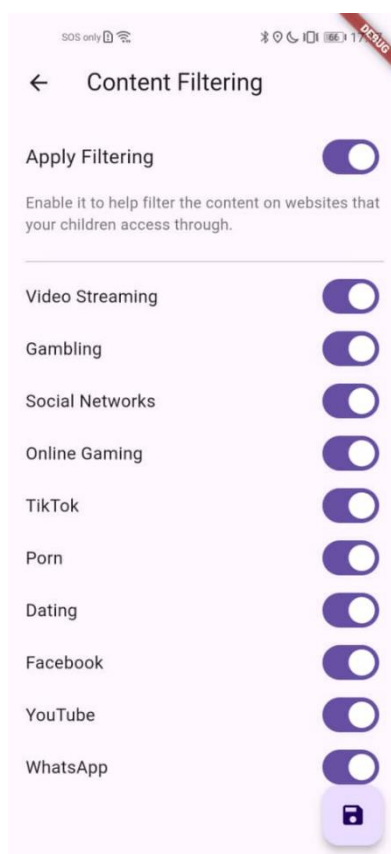 SOS only
66
DEBUG
Content Filtering
Apply Filtering
Enable it to help filter the content on websites that
your children access through.
Video Streaming
Gambling
Social Networks
Online Gaming
TikTok
Porn
Dating
Facebook
YouTube
WhatsApp